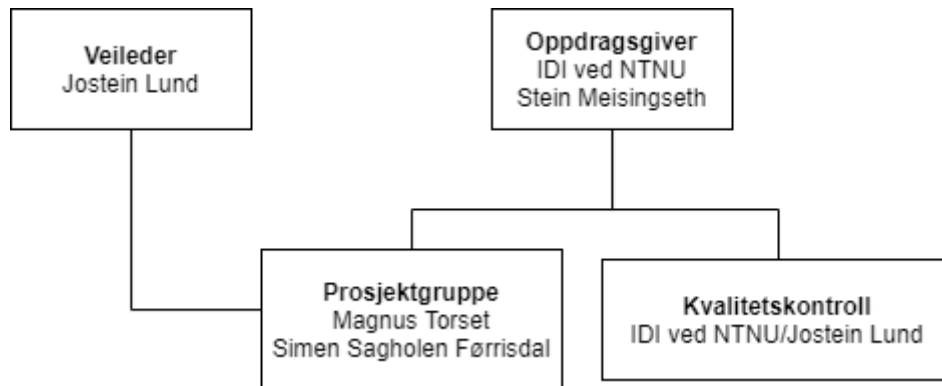 Veileder
Jostein Lund
Oppdragsgiver
IDI ved NTNU
Stein Meisingseth
Prosjektgruppe
Magnus Torset
Simen Sagholen Førrisdal
Kvalitetskontroll
IDI ved NTNU/Jostein Lund